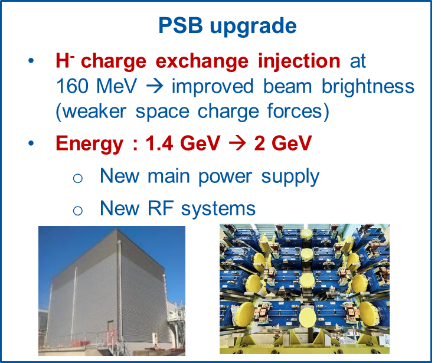 PSB upgrade
• H- charge exchange injection at
160 MeV → improved beam brightness
(weaker space charge forces)
• Energy : 1.4 GeV → 2 GeV
o New main power supply
o New RF systems